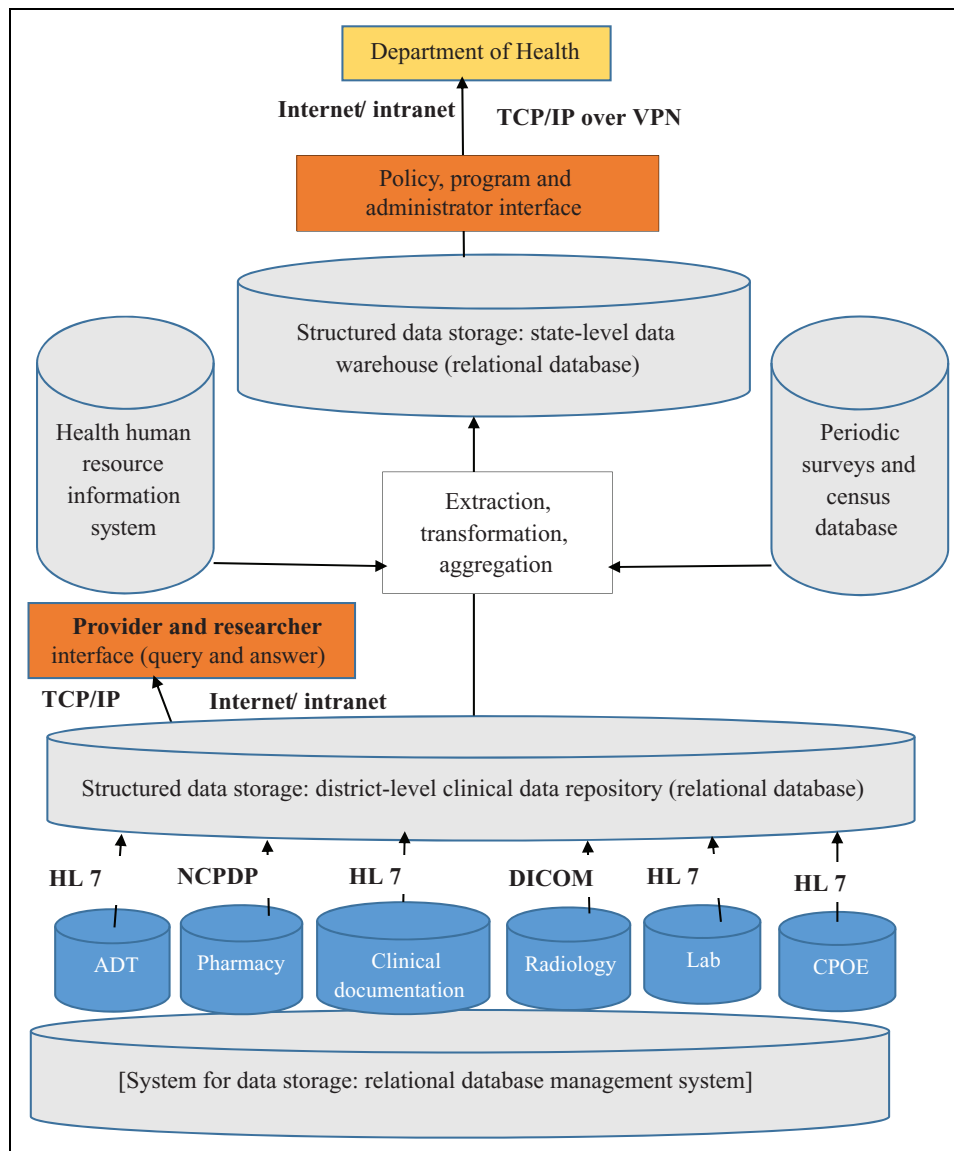 Department of Health
Internet/ intranet
TCP/IP over VPN
Policy, program and
administrator interface
Structured data storage: state-level data
warehouse (relational database)
Health human
resource
information
system
Periodic
surveys and
census
database
Extraction,
transformation,
aggregation
Provider and researcher
interface (query and answer)
TCP/IP
Internet/ intranet
Structured data storage: district-level clinical data repository (relational database)
HL 7
NCPDP
HL 7
DICOM
HL 7
HL 7
ADT
Pharmacy
Clinical
documentation
Radiology
Lab
CPOE
[System for data storage: relational database management system]